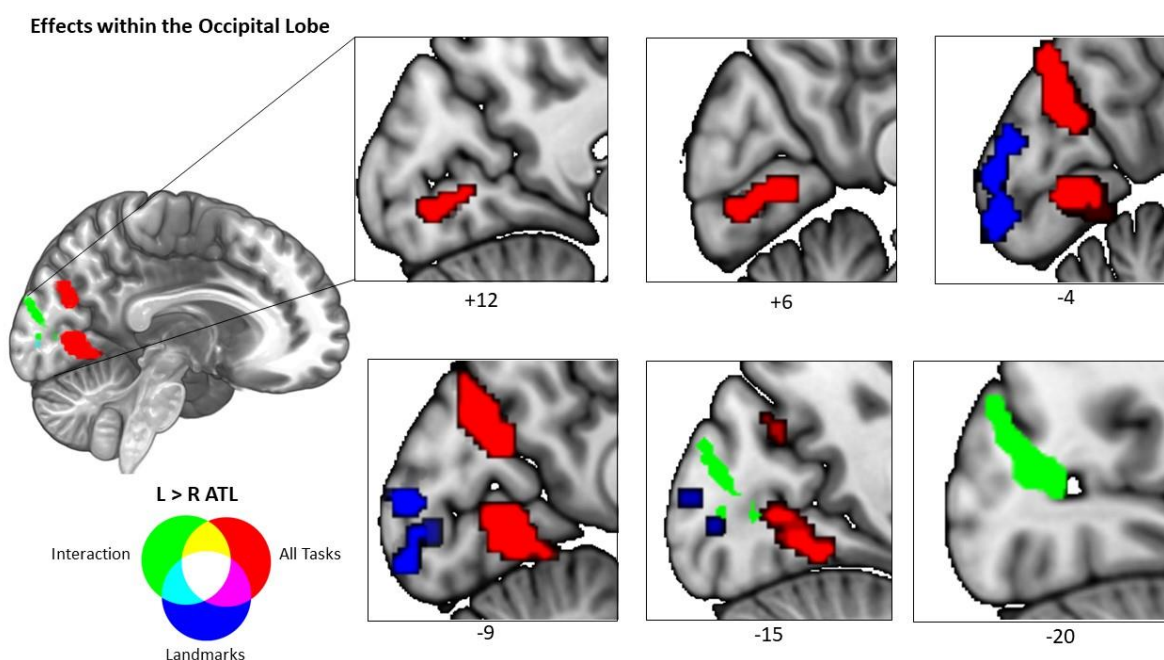 Effects within the Occipital Lobe
+12
+6
-4
L > R ATL
Interaction
All Tasks
Landmarks
-9
-15
-20